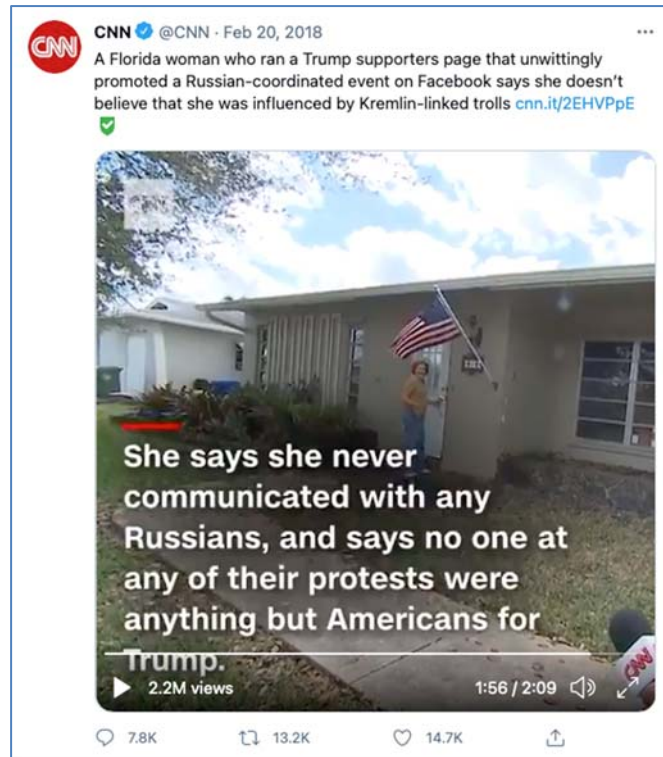 CNN @CNN · Feb 20, 2018
A Florida woman who ran a Trump supporters page that unwittingly
promoted a Russian-coordinated event on Facebook says she doesn’t
believe that she was influenced by Kremlin-linked trolls cnn.it/2EHVPpE
CNN
She says she never
communicated with any
Russians, and says no one at
any of their protests were
anything but Americans for
Trump.
2.2M views 1:56 / 2:09
CNN
7.8K 13.2K 14.7K